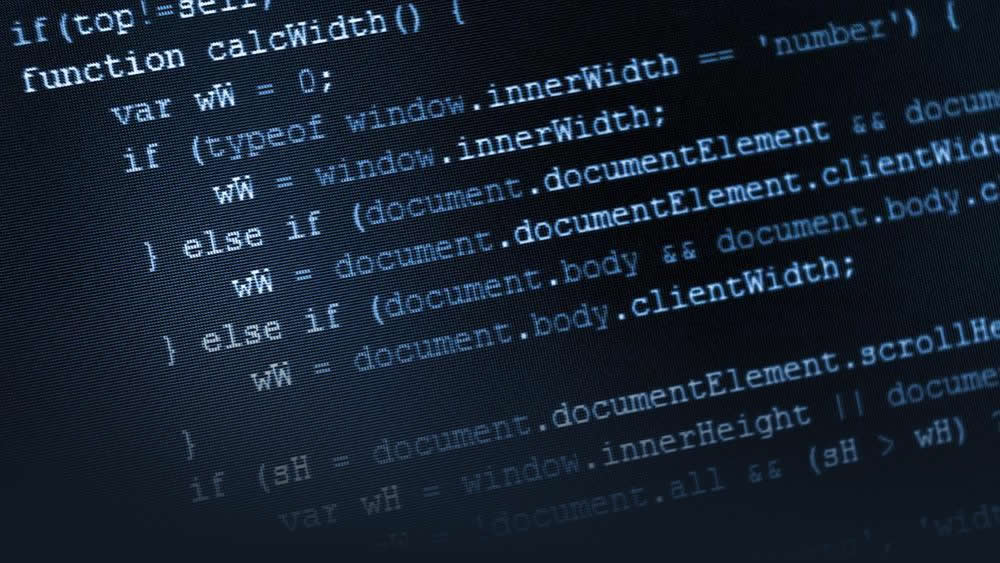 if(top!=self)
function calcWidth() {
var wW = 0;
if (typeof window.innerWidth == 'number') {
wW = window.innerWidth;
} else if (document.documentElement && docum
wW = document.documentElement.clientWidt
} else if (document.body && document.body.c
wW = document.body.clientWidth;
}
if (sH = document.documentElement.scrollHe
var wH = window.innerHeight || docume
!document.all && (sH > wH)
'widt